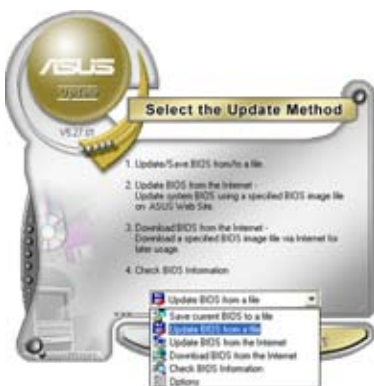 ASUS
Update
V5.27.01
Select the Update Method
1. Update/Save BIOS from/to a file
2. Update BIOS from the Internet -
Update system BIOS using a specified BIOS image file
on ASUS Web Site.
3. Download BIOS from the Internet -
Download a specified BIOS image file via Internet for
later usage.
4. Check BIOS Information
Update BIOS from a file
Save current BIOS to a file
Update BIOS from a file
Update BIOS from the Internet
Download BIOS from the Internet
Check BIOS Information
Options